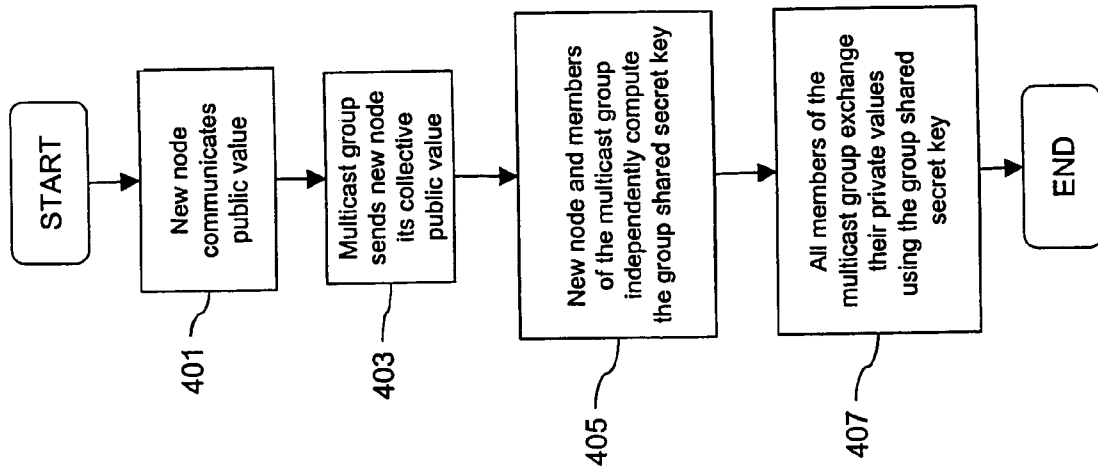 START
New node
communicates
public value
401
Multicast group
sends new node
its collective
public value
403
New node and members
of the multicast group
independently compute
the group shared secret key
405
All members of the
multicast group exchange
their private values
using the group shared
secret key
407
END